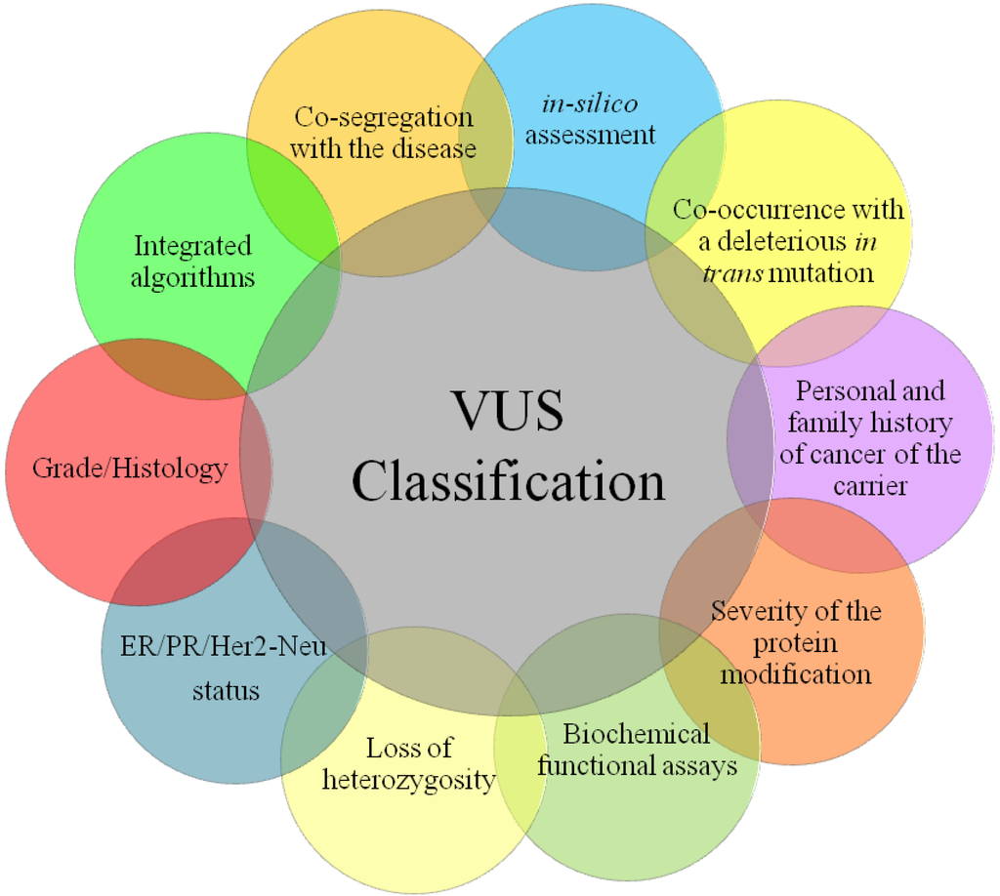 Co-segregation
with the disease
in-silico
assessment
Co-occurrence with
a deleterious in
trans mutation
Personal and
family history
of cancer of the
carrier
Severity of the
protein
modification
Biochemical
functional assays
Loss of
heterozygosity
ER/PR/Her2-Neu
status
Grade/Histology
Integrated
algorithms
VUS
Classification